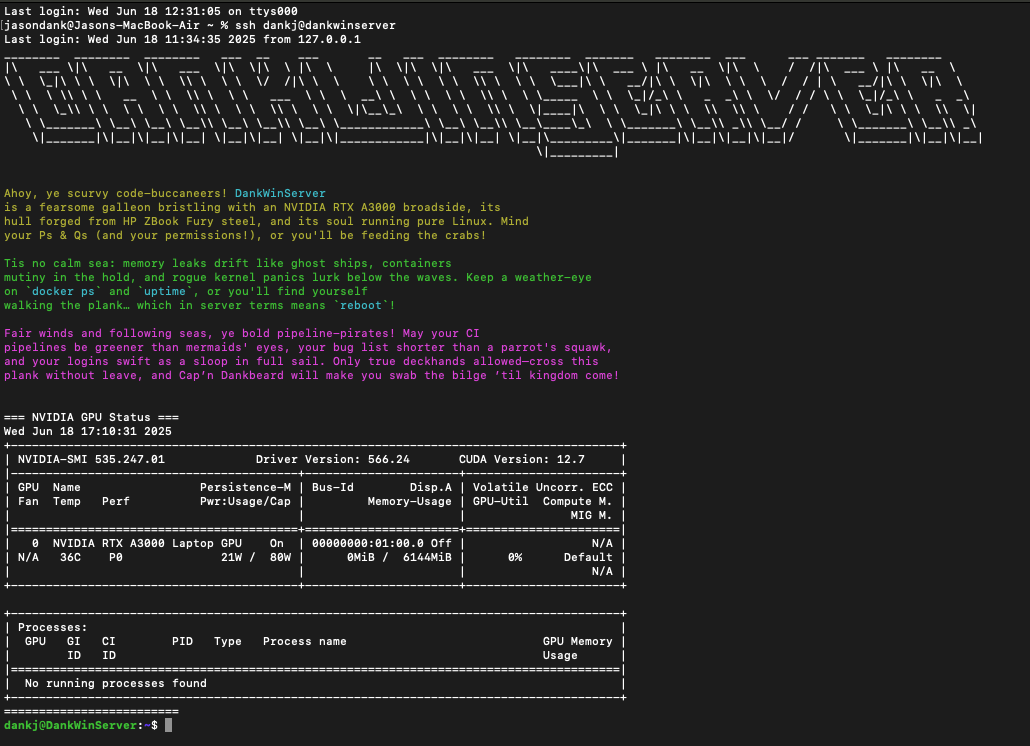 Last login: Wed Jun 18 12:31:05 on ttys000
[jasondank@Jasons-MacBook-Air ~ % ssh dankj@dankwinserver
Last login: Wed Jun 18 11:34:35 2025 from 127.0.0.1
DANKWINSERVER
Ahoy, ye scurvy code-buccaneers! DankWinServer
is a fearsome galleon bristling with an NVIDIA RTX A3000 broadside, its
hull forged from HP ZBook Fury steel, and its soul running pure Linux. Mind
your Ps & Qs (and your permissions!), or you'll be feeding the crabs!
Tis no calm sea: memory leaks drift like ghost ships, containers
mutiny in the hold, and rogue kernel panics lurk below the waves. Keep a weather-eye
on `docker ps` and `uptime`, or you'll find yourself
walking the plank… which in server terms means `reboot`!
Fair winds and following seas, ye bold pipeline-pirates! May your CI
pipelines be greener than mermaids' eyes, your bug list shorter than a parrot's squawk,
and your logins swift as a sloop in full sail. Only true deckhands allowed—cross this
plank without leave, and Cap’n Dankbeard will make you swab the bilge ’til kingdom come!
=== NVIDIA GPU Status ===
Wed Jun 18 17:10:31 2025
+---------------------------------------------------------------------------------------+
| NVIDIA-SMI 535.247.01             Driver Version: 566.24       CUDA Version: 12.7     |
|-----------------------------------------+----------------------+----------------------+
| GPU  Name                 Persistence-M | Bus-Id        Disp.A | Volatile Uncorr. ECC |
| Fan  Temp   Perf          Pwr:Usage/Cap |         Memory-Usage | GPU-Util  Compute M. |
|                                         |                      |               MIG M. |
|=========================================+======================+======================|
|   0  NVIDIA RTX A3000 Laptop GPU    On  | 00000000:01:00.0 Off |                  N/A |
| N/A   36C    P0              21W /  80W |      0MiB /  6144MiB |      0%      Default |
|                                         |                      |                  N/A |
+-----------------------------------------+----------------------+----------------------+
+---------------------------------------------------------------------------------------+
| Processes:                                                                            |
|  GPU   GI   CI        PID   Type   Process name                            GPU Memory |
|        ID   ID                                                             Usage      |
|=======================================================================================|
|  No running processes found                                                           |
+---------------------------------------------------------------------------------------+
=========================
dankj@DankWinServer:~$